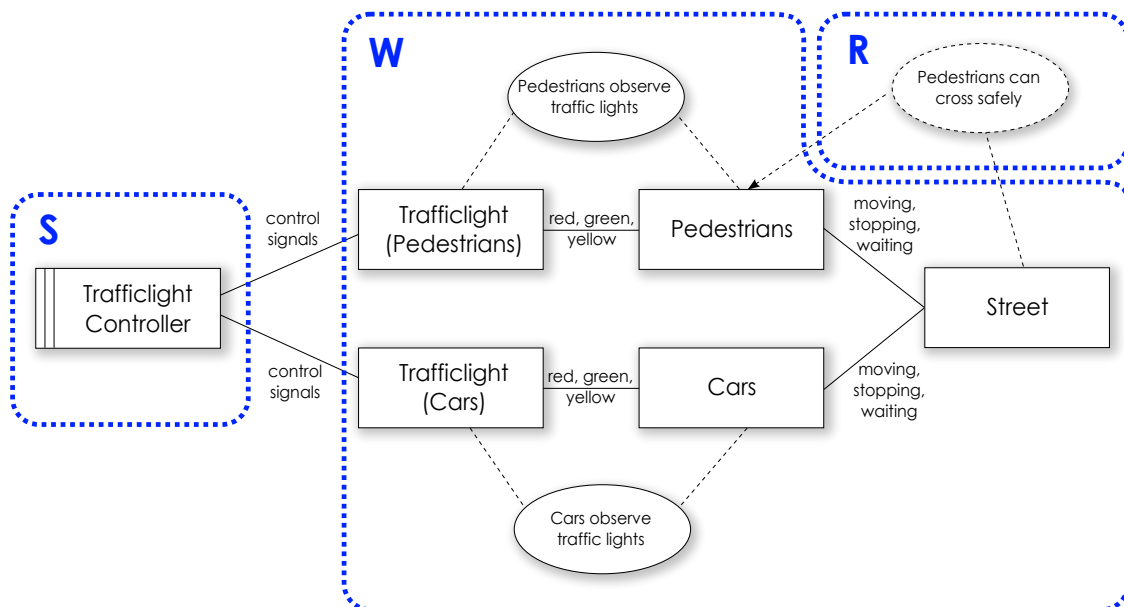 W
R
Pedestrians observe
traffic lights
Pedestrians can
cross safely
S
control
signals
Trafficlight
(Pedestrians)
red, green,
yellow
Pedestrians
moving,
stopping,
waiting
Trafficlight
Controller
Street
control
signals
Trafficlight
(Cars)
red, green,
yellow
Cars
moving,
stopping,
waiting
Cars observe
traffic lights